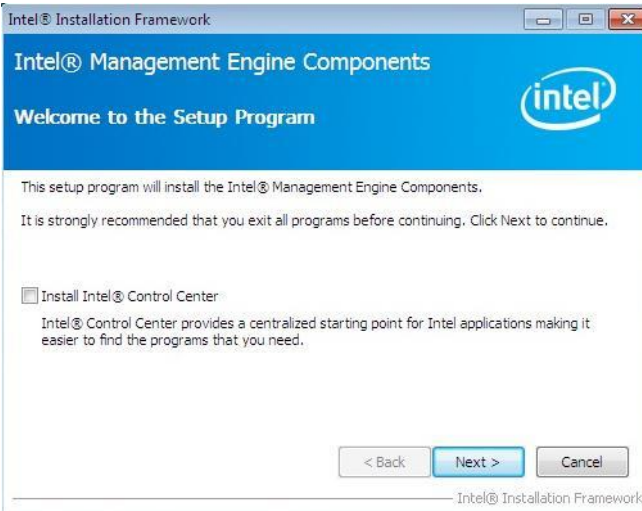 Intel® Installation Framework
Intel® Management Engine Components
intel
Welcome to the Setup Program
This setup program will install the Intel® Management Engine Components.
It is strongly recommended that you exit all programs before continuing. Click Next to continue.
Install Intel® Control Center
Intel® Control Center provides a centralized starting point for Intel applications making it
easier to find the programs that you need.
< Back Next > Cancel
Intel® Installation Framework